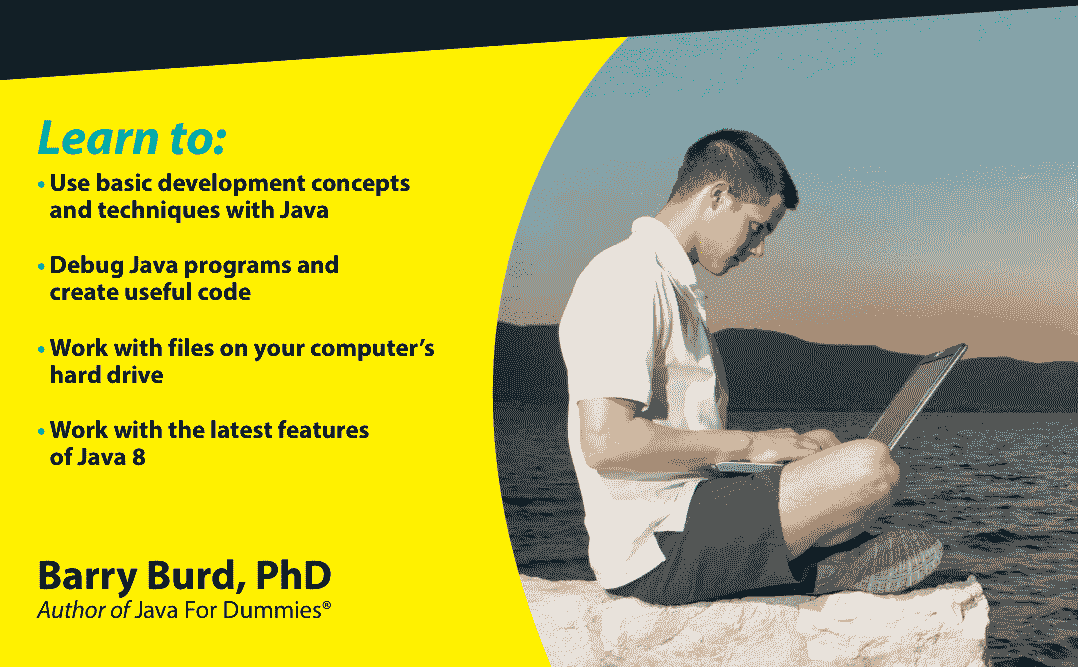 Learn to:
• Use basic development concepts
and techniques with Java
• Debug Java programs and
create useful code
• Work with files on your computer’s
hard drive
• Work with the latest features
of Java 8
Barry Burd, PhD
Author of Java For Dummies®